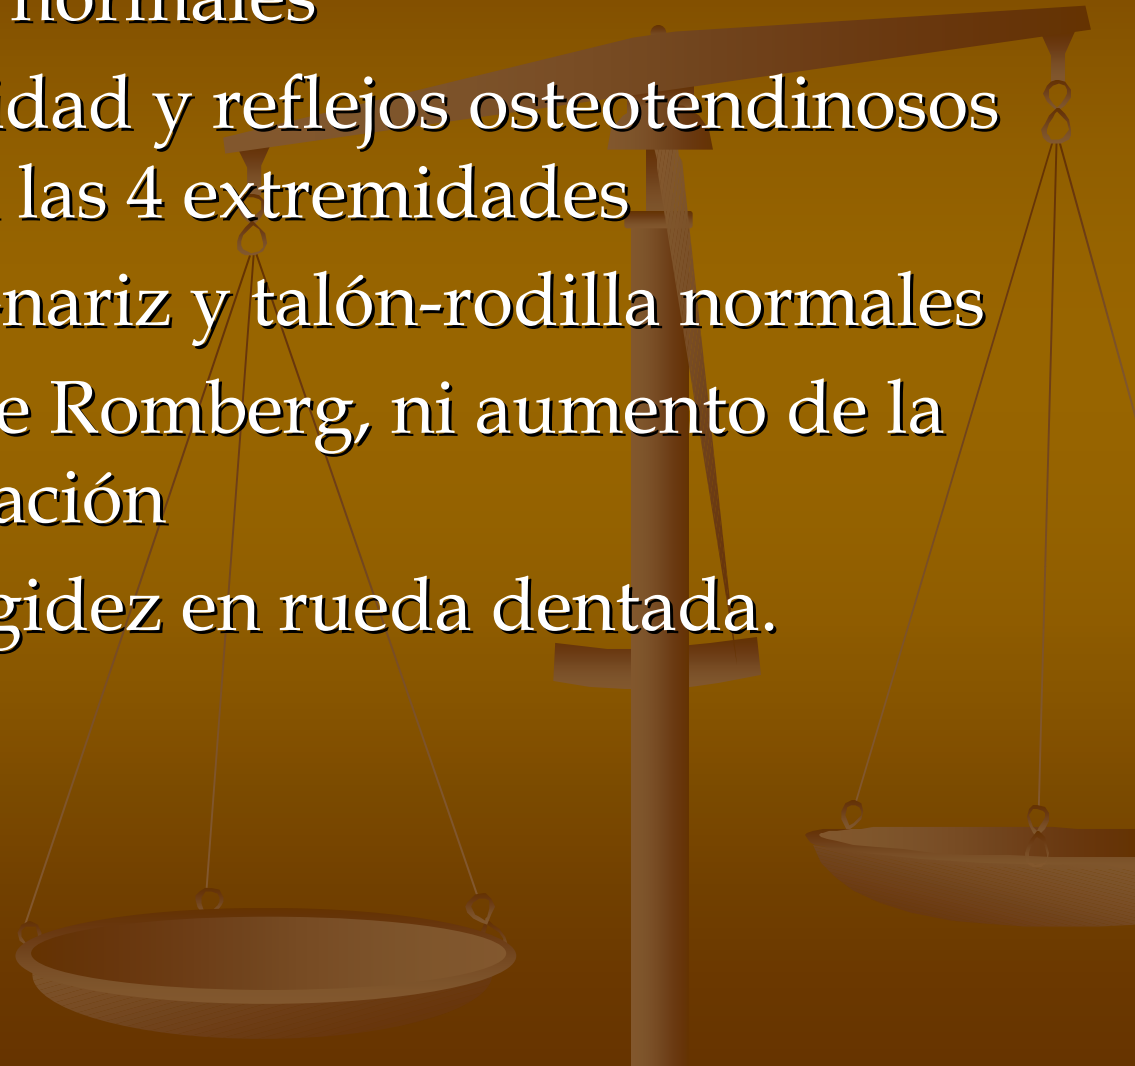 normales
idad y reflejos osteotendinosos
las 4 extremidades
-nariz y talón-rodilla normales
e Romberg, ni aumento de la
ación
gidez en rueda dentada.